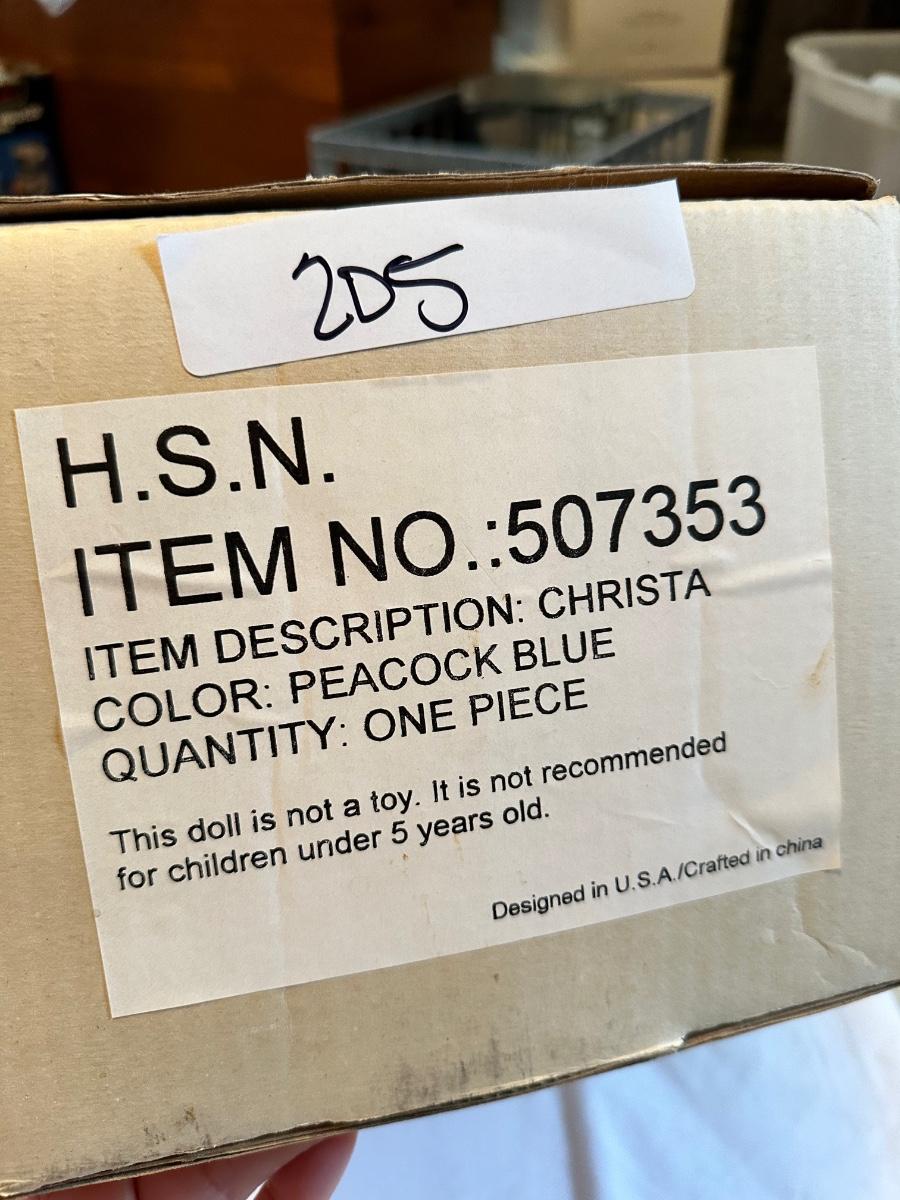 2D5
H.S.N.
ITEM NO.:507353
ITEM DESCRIPTION: CHRISTA
COLOR: PEACOCK BLUE
QUANTITY: ONE PIECE
This doll is not a toy. It is not recommended
for children under 5 years old.
Designed in U.S.A./Crafted in china